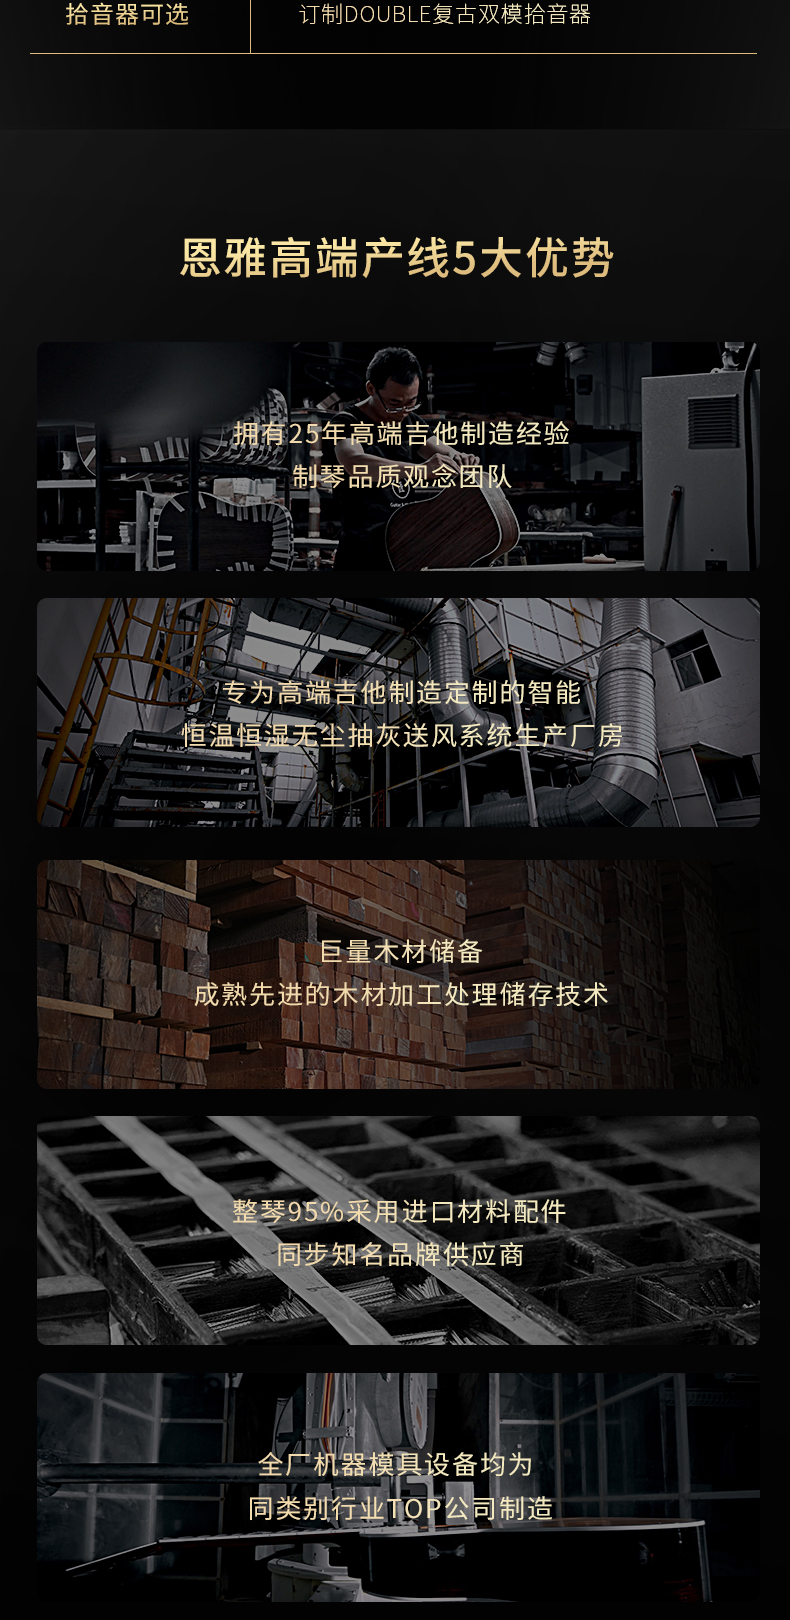 拾音器可选
订制DOUBLE复古双模拾音器
恩雅高端产线5大优势
拥有25年高端吉他制造经验
制琴品质观念团队
专为高端吉他制造定制的智能
恒温恒湿无尘抽灰送风系统生产厂房
巨量木材储备
成熟先进的木材加工处理储存技术
整琴95%采用进口材料配件
同步知名品牌供应商
全厂机器模具设备均为
同类别行业TOP公司制造